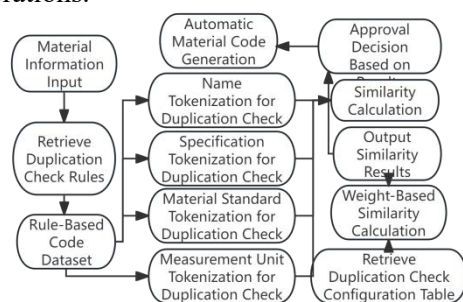 Material
Information
Input
Retrieve
Duplication
Check Rules
Rule-Based
Code
Dataset
Automatic
Material Code
Generation
Name
Tokenization for
Duplication Check
Specification
Tokenization for
Duplication Check
Material Standard
Tokenization for
Duplication Check
Measurement Unit
Tokenization for
Duplication Check
Approval
Decision
Based on
Similarity
Calculation
Output
Similarity
Results
Weight-Based
Similarity
Calculation
Retrieve
Duplication Check
Configuration Table